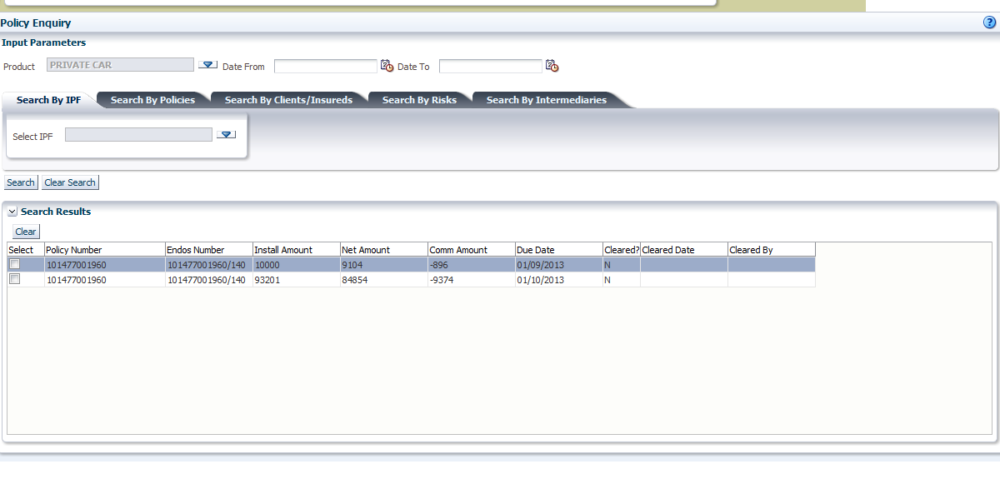 Policy Enquiry
Input Parameters
Product PRIVATE CAR Date From Date To
Search By IPF Search By Policies Search By Clients/Insureds Search By Risks Search By Intermediaries
Select IPF
Search Clear Search
Search Results
Clear
Select Policy Number Endos Number Install Amount Net Amount Comm Amount Due Date Cleared? Cleared Date Cleared By
101477001960 101477001960/140 10000 9104 -896 01/09/2013 N
101477001960 101477001960/140 93201 84854 -9374 01/10/2013 N